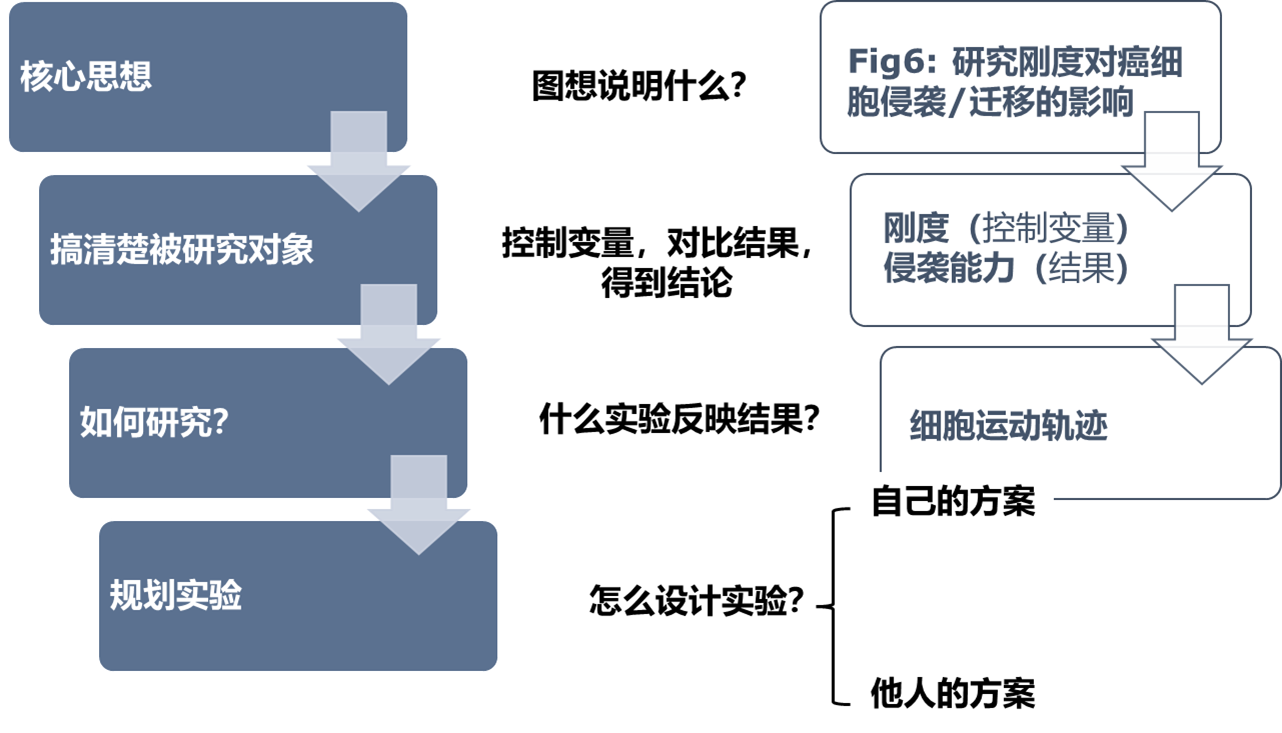 核心思想
图想说明什么？
Fig6: 研究刚度对癌细
胞侵袭/迁移的影响
搞清楚被研究对象
控制变量，对比结果，
得到结论
刚度（控制变量）
侵袭能力（结果）
如何研究？
什么实验反映结果？
细胞运动轨迹
规划实验
怎么设计实验？
自己的方案
他人的方案